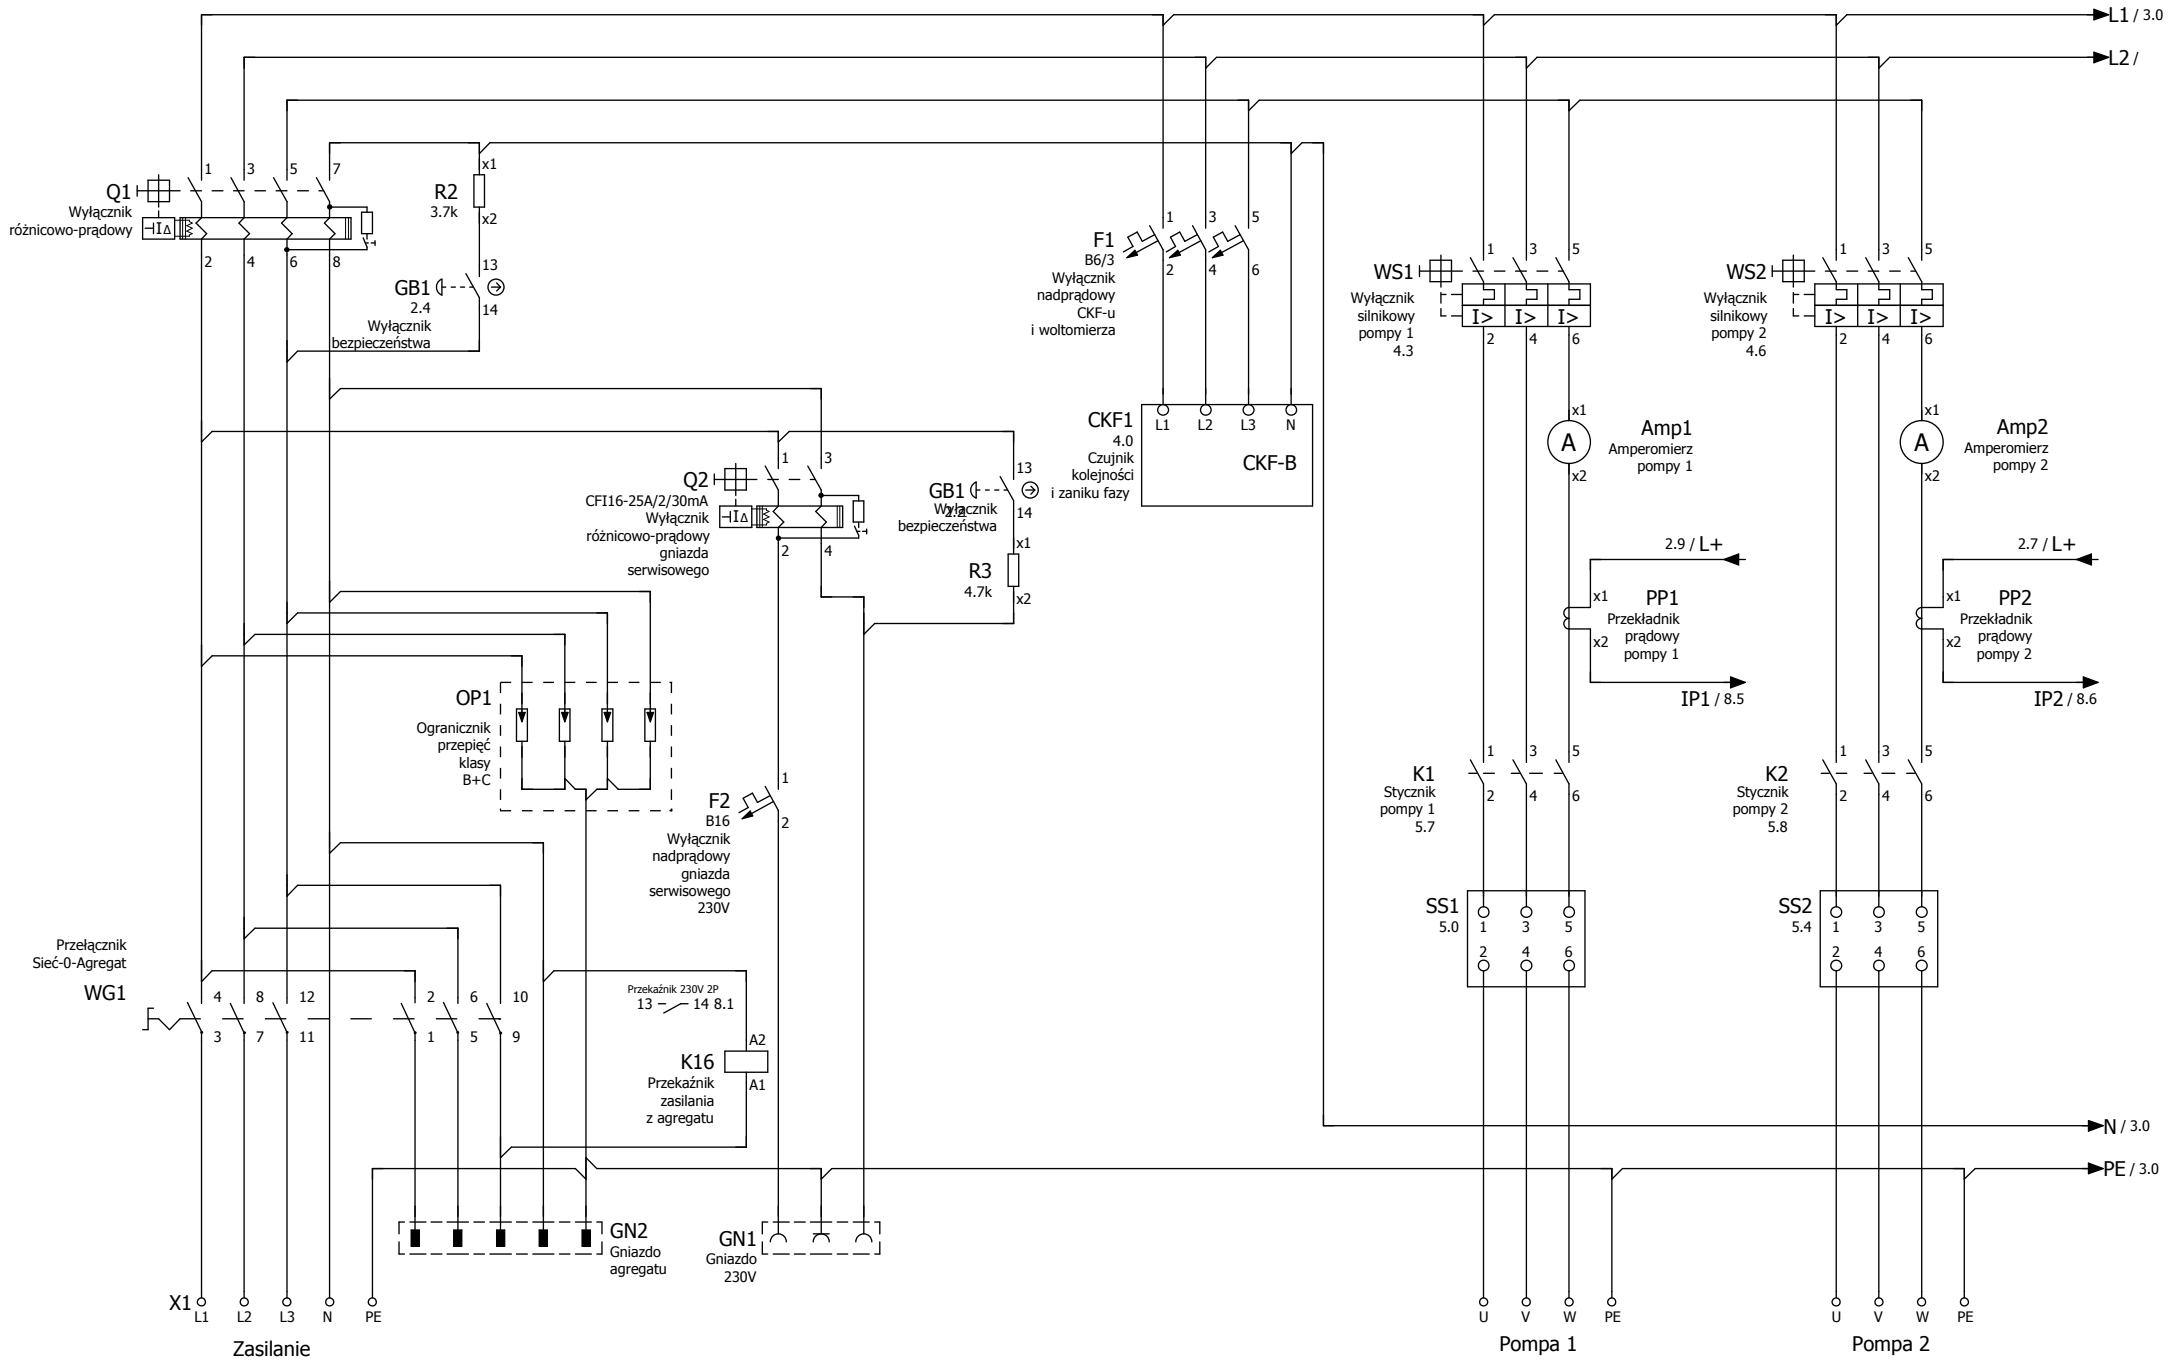 L1 / 3.0
L2 /
1 3 5 7
Q1
Wyłącznik
różnicowo-prądowy
⊣I∆
2 4 6 8
x1
R2
3.7k
x2
13
GB1
2.4
14
Wyłącznik
bezpieczeństwa
1 3 5
F1
B6/3
2 4 6
Wyłącznik
nadprądowy
CKF-u
i woltomierza
1 3 5
WS1
Wyłącznik
silnikowy
pompy 1
4.3
I> I> I>
2 4 6
1 3 5
WS2
Wyłącznik
silnikowy
pompy 2
4.6
I> I> I>
2 4 6
CKF1
4.0
Czujnik
kolejności
i zaniku fazy
L1 L2 L3 N
CKF-B
x1
A
x2
Amp1
Amperomierz
pompy 1
x1
A
x2
Amp2
Amperomierz
pompy 2
1 3
Q2
CFI16-25A/2/30mA
Wyłącznik
różnicowo-prądowy
gniazda
serwisowego
⊣I∆
2 4
13
GB1
Wyłącznik
bezpieczeństwa
14
x1
R3
4.7k
x2
2.9 / L+
x1
PP1
Przekładnik
prądowy
pompy 1
x2
IP1 / 8.5
2.7 / L+
x1
PP2
Przekładnik
prądowy
pompy 2
x2
IP2 / 8.6
OP1
Ogranicznik
przepięć
klasy
B+C
1
F2
B16
2
Wyłącznik
nadprądowy
gniazda
serwisowego
230V
1 3 5
K1
Stycznik
pompy 1
5.7
2 4 6
1 3 5
K2
Stycznik
pompy 2
5.8
2 4 6
SS1
5.0
1 3 5
2 4 6
SS2
5.4
1 3 5
2 4 6
Przełącznik
Sieć-0-Agregat
WG1
4 8 12 2 6 10
3 7 11 1 5 9
Przekaźnik 230V 2P
13 14 8.1
A2
K16
A1
Przekaźnik
zasilania
z agregatu
N / 3.0
PE / 3.0
GN2
Gniazdo
agregatu
GN1
Gniazdo
230V
X1
L1 L2 L3 N PE
Zasilanie
U V W PE
Pompa 1
U V W PE
Pompa 2